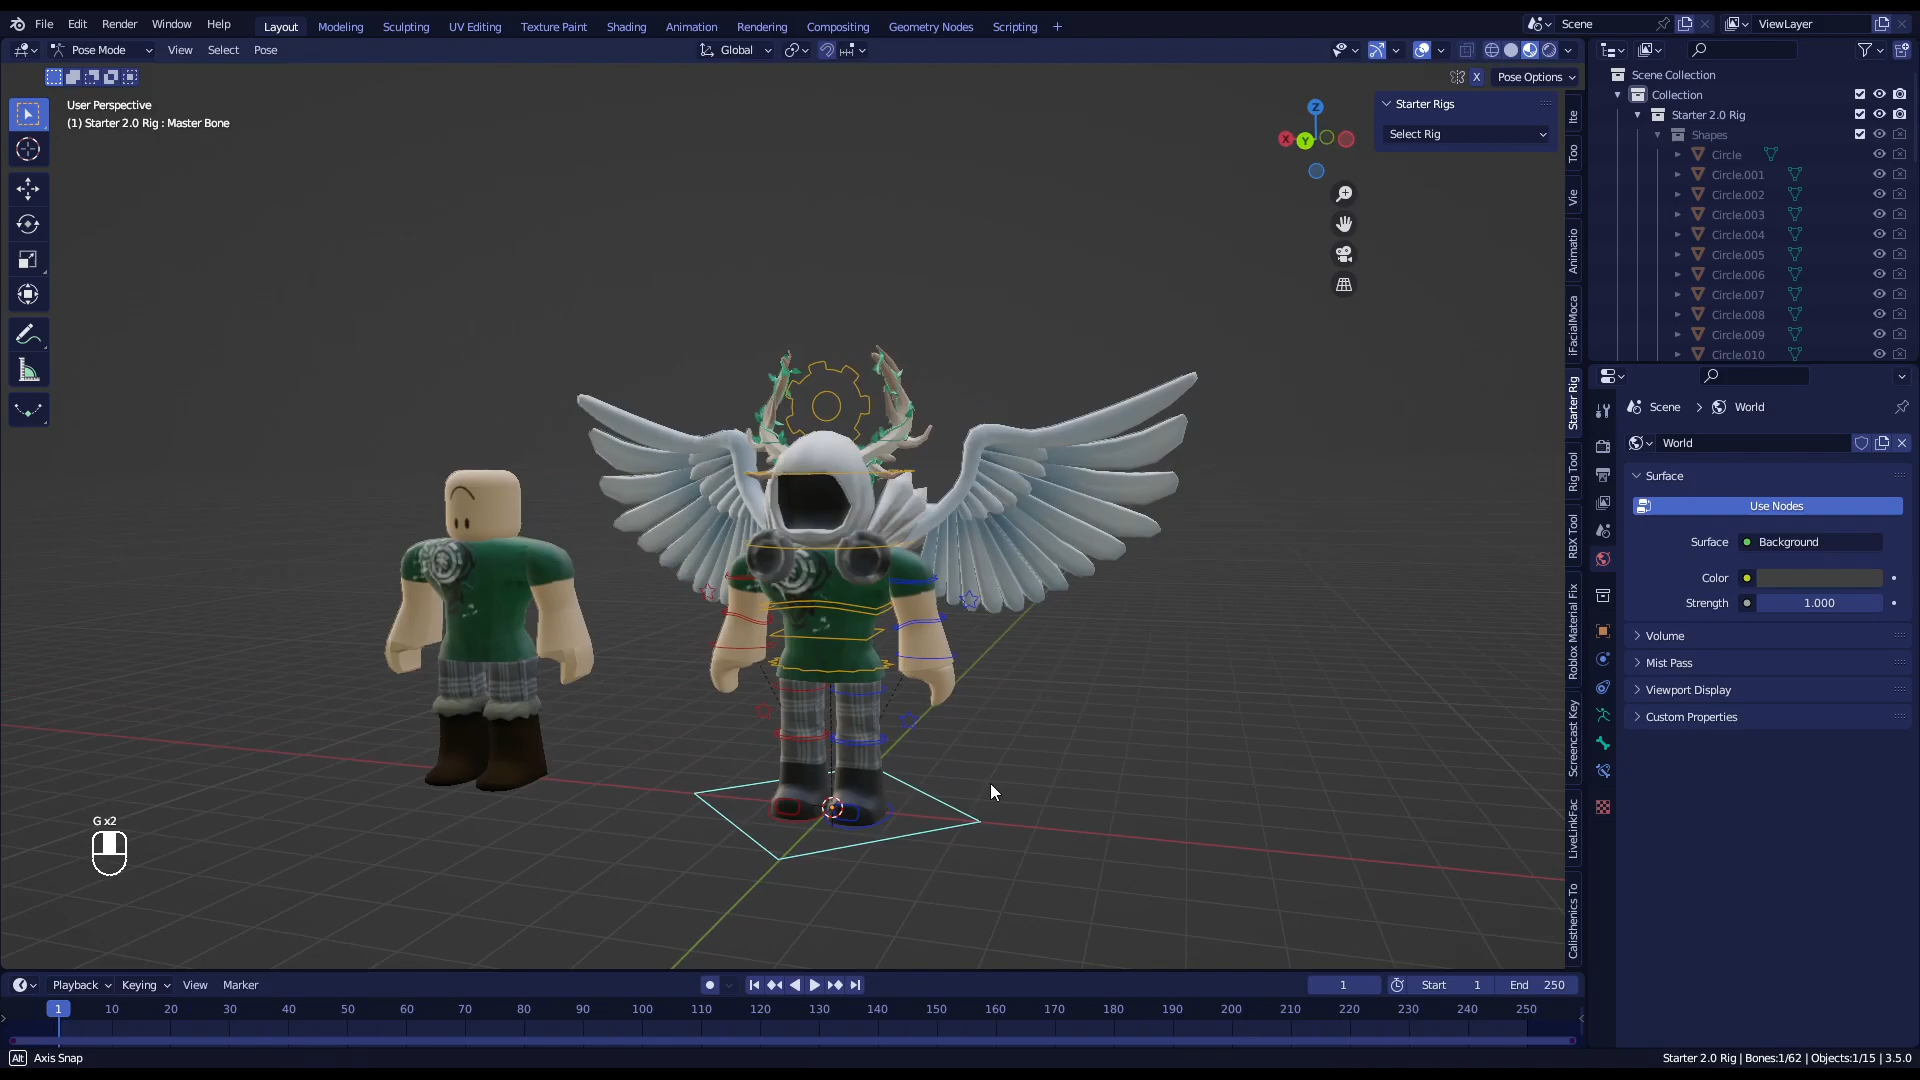 File Edit Render Window Help Layout Modeling Sculpting UV Editing Texture Paint Shading Animation Rendering Compositing Geometry Nodes Scripting +
Scene
ViewLayer
Pose Mode View Select Pose
Global
X
Pose Options
User Perspective
(1) Starter 2.0 Rig : Master Bone
Starter Rigs
Select Rig
Z
X
Y
Ite
Too
Vie
Animatio
iFacialMoca
Starter Rig
Rig Tool
RBX Tool
Roblox Material Fix
Screencast Key
LiveLinkFac
Calisthenics To
Scene Collection
Collection
Starter 2.0 Rig
Shapes
Circle
Circle.001
Circle.002
Circle.003
Circle.004
Circle.005
Circle.006
Circle.007
Circle.008
Circle.009
Circle.010
Scene > World
World
Surface
Use Nodes
Surface Background
Color
Strength 1.000
Volume
Mist Pass
Viewport Display
Custom Properties
G x2
Playback Keying View Marker
1
Start 1
End 250
1 10 20 30 40 50 60 70 80 90 100 110 120 130 140 150 160 170 180 190 200 210 220 230 240 250
Alt Axis Snap
Starter 2.0 Rig | Bones:1/62 | Objects:1/15 | 3.5.0